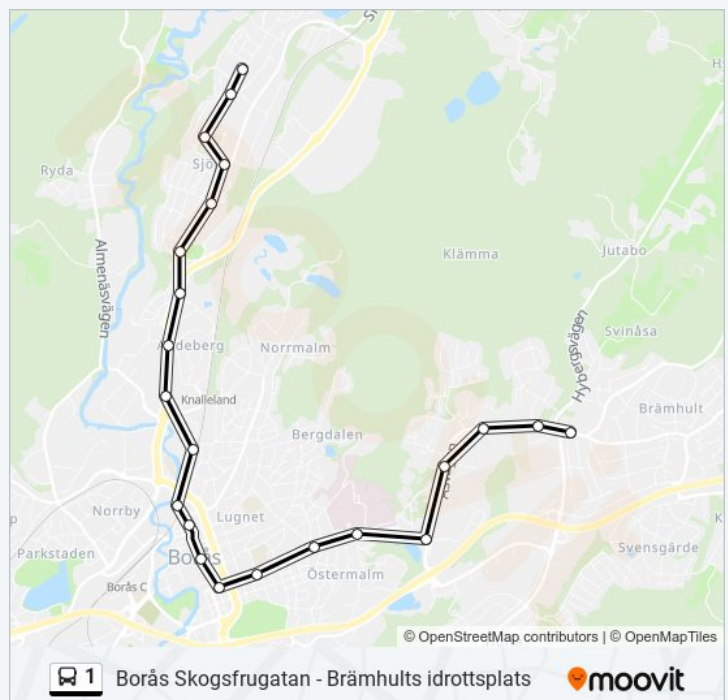 Ryda
Sjö
Almenäsvägen
Klämma
Jutabo
Svinåsa
Hybergsvägen
Norrmalm
Knalleland
Brämhult
Bergdalen
Norrby
Lugnet
Parkstaden
Borås
Svensgärde
Östermalm
Borås C
© OpenStreetMap contributors | © OpenMapTiles
1 Borås Skogsfrugatan - Brämhults idrottsplats moovit